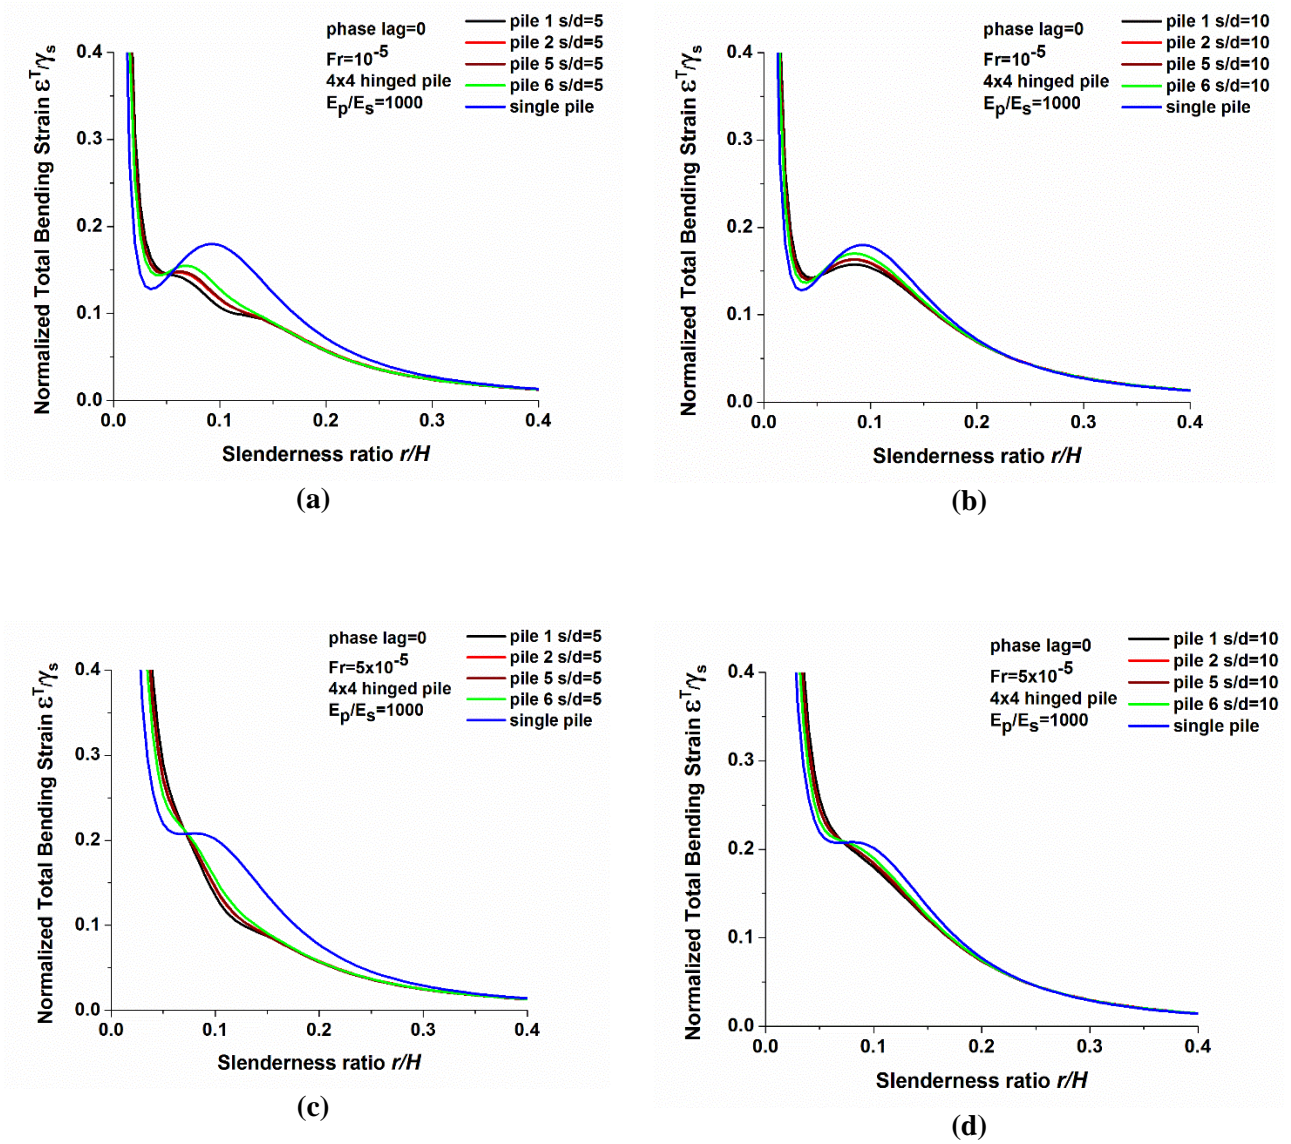 phase lag=0
Fr=10⁻⁵
4x4 hinged pile
Eₚ/Eₛ=1000
pile 1 s/d=5
pile 2 s/d=5
pile 5 s/d=5
pile 6 s/d=5
single pile
Normalized Total Bending Strain εᵀ/γₛ
0.4
0.3
0.2
0.1
0.0
0.0 0.1 0.2 0.3 0.4
Slenderness ratio r/H
(a)
phase lag=0
Fr=10⁻⁵
4x4 hinged pile
Eₚ/Eₛ=1000
pile 1 s/d=10
pile 2 s/d=10
pile 5 s/d=10
pile 6 s/d=10
single pile
Normalized Total Bending Strain εᵀ/γₛ
0.4
0.3
0.2
0.1
0.0
0.0 0.1 0.2 0.3 0.4
Slenderness ratio r/H
(b)
phase lag=0
Fr=5x10⁻⁵
4x4 hinged pile
Eₚ/Eₛ=1000
pile 1 s/d=5
pile 2 s/d=5
pile 5 s/d=5
pile 6 s/d=5
single pile
Normalized Total Bending Strain εᵀ/γₛ
0.4
0.3
0.2
0.1
0.0
0.0 0.1 0.2 0.3 0.4
Slenderness ratio r/H
(c)
phase lag=0
Fr=5x10⁻⁵
4x4 hinged pile
Eₚ/Eₛ=1000
pile 1 s/d=10
pile 2 s/d=10
pile 5 s/d=10
pile 6 s/d=10
single pile
Normalized Total Bending Strain εᵀ/γₛ
0.4
0.3
0.2
0.1
0.0
0.0 0.1 0.2 0.3 0.4
Slenderness ratio r/H
(d)